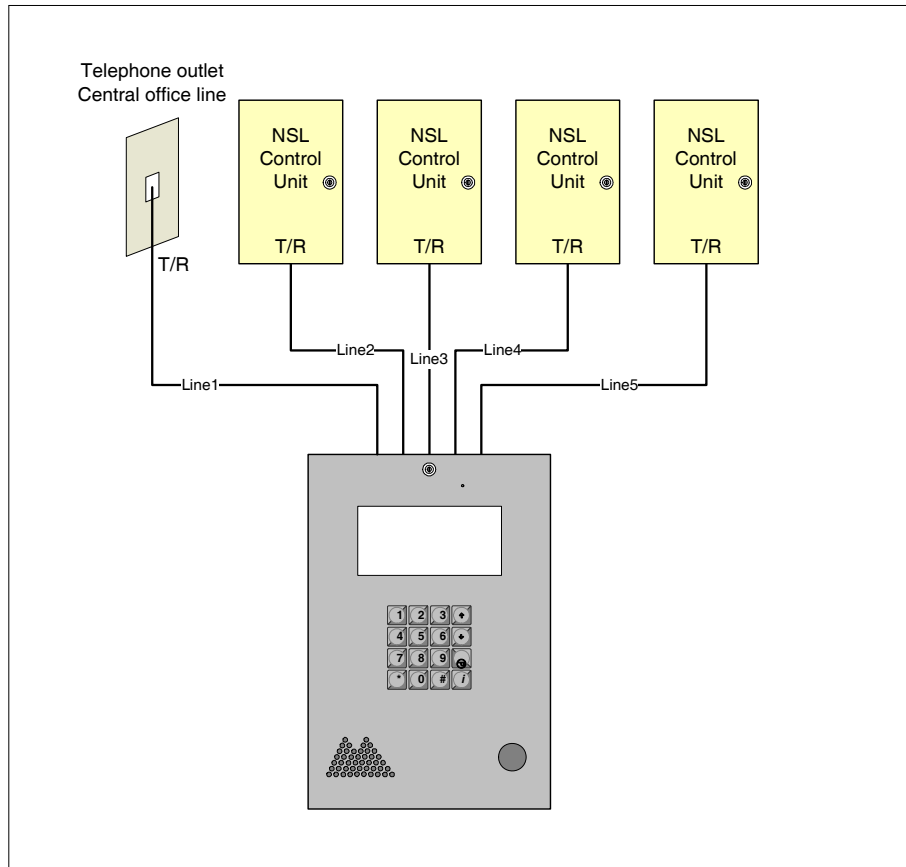 Telephone outlet
Central office line
T/R
NSL
Control
Unit
T/R
NSL
Control
Unit
T/R
NSL
Control
Unit
T/R
NSL
Control
Unit
T/R
Line1
Line2
Line3
Line4
Line5
1 2 3
4 5 6
7 8 9
* 0 # i